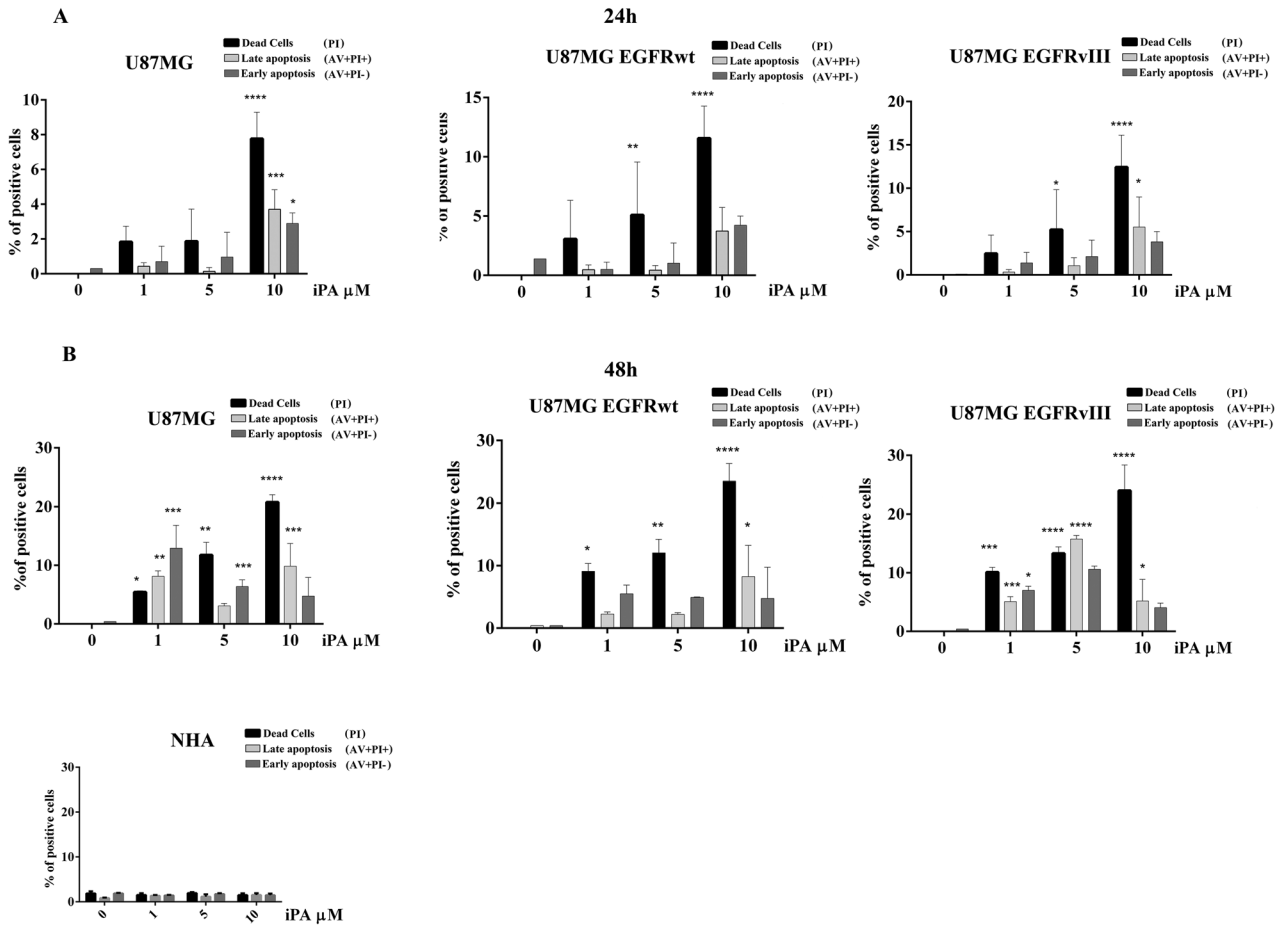 A
24h
U87MG
Dead Cells (PI)
Late apoptosis (AV+PI+)
Early apoptosis (AV+PI-)
% of positive cells
10
8
6
4
2
0
****
***
*
0 1 5 10 iPA μM
U87MG EGFRwt
Dead Cells (PI)
Late apoptosis (AV+PI+)
Early apoptosis (AV+PI-)
% of positive cells
15
10
5
0
**
****
0 1 5 10 iPA μM
U87MG EGFRvIII
Dead Cells (PI)
Late apoptosis (AV+PI+)
Early apoptosis (AV+PI-)
% of positive cells
20
15
10
5
0
*
****
*
0 1 5 10 iPA μM
B
48h
U87MG
Dead Cells (PI)
Late apoptosis (AV+PI+)
Early apoptosis (AV+PI-)
%of positive cells
30
20
10
0
*
**
***
**
***
****
***
0 1 5 10 iPA μM
U87MG EGFRwt
Dead Cells (PI)
Late apoptosis (AV+PI+)
Early apoptosis (AV+PI-)
% of positive cells
30
20
10
0
*
**
****
*
0 1 5 10 iPA μM
U87MG EGFRvIII
Dead Cells (PI)
Late apoptosis (AV+PI+)
Early apoptosis (AV+PI-)
% of positive cells
30
20
10
0
***
***
*
****
****
****
*
0 1 5 10 iPA μM
NHA
Dead Cells (PI)
Late apoptosis (AV+PI+)
Early apoptosis (AV+PI-)
% of positive cells
30
20
10
0
0 1 5 10 iPA μM